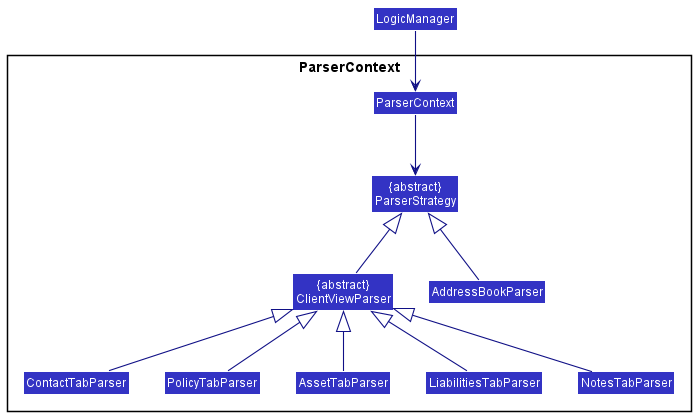 LogicManager
ParserContext
ParserContext
{abstract}
ParserStrategy
{abstract}
ClientViewParser
AddressBookParser
ContactTabParser
PolicyTabParser
AssetTabParser
LiabilitiesTabParser
NotesTabParser